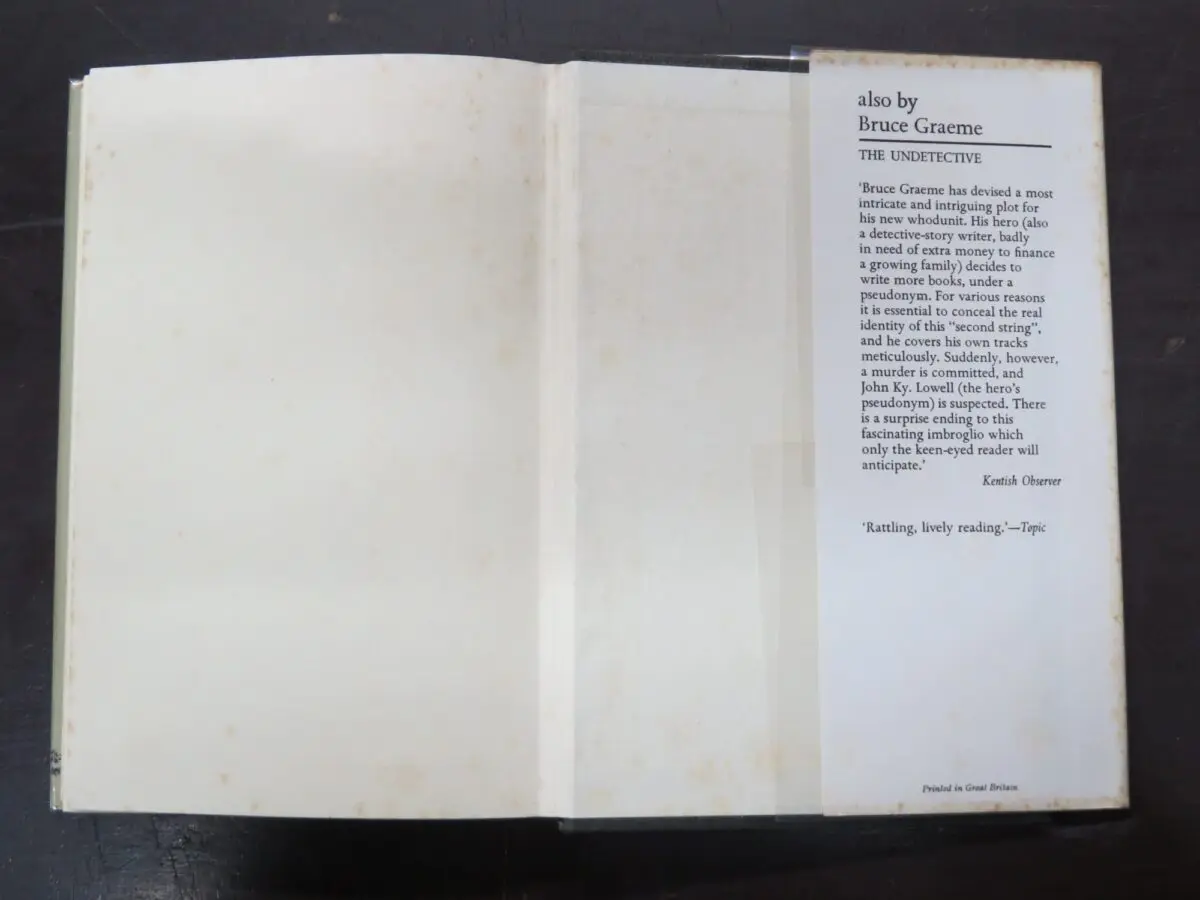 also by
Bruce Graeme
THE UNDETECTIVE
'Bruce Graeme has devised a most
intricate and intriguing plot for
his new whodunit. His hero (also
a detective-story writer, badly
in need of extra money to finance
a growing family) decides to
write more books, under a
pseudonym. For various reasons
it is essential to conceal the real
identity of this "second string",
and he covers his own tracks
meticulously. Suddenly, however,
a murder is committed, and
John Ky. Lowell (the hero's
pseudonym) is suspected. There
is a surprise ending to this
fascinating imbroglio which
only the keen-eyed reader will
anticipate.'
Kentish Observer
'Rattling, lively reading.'—Topic
Printed in Great Britain